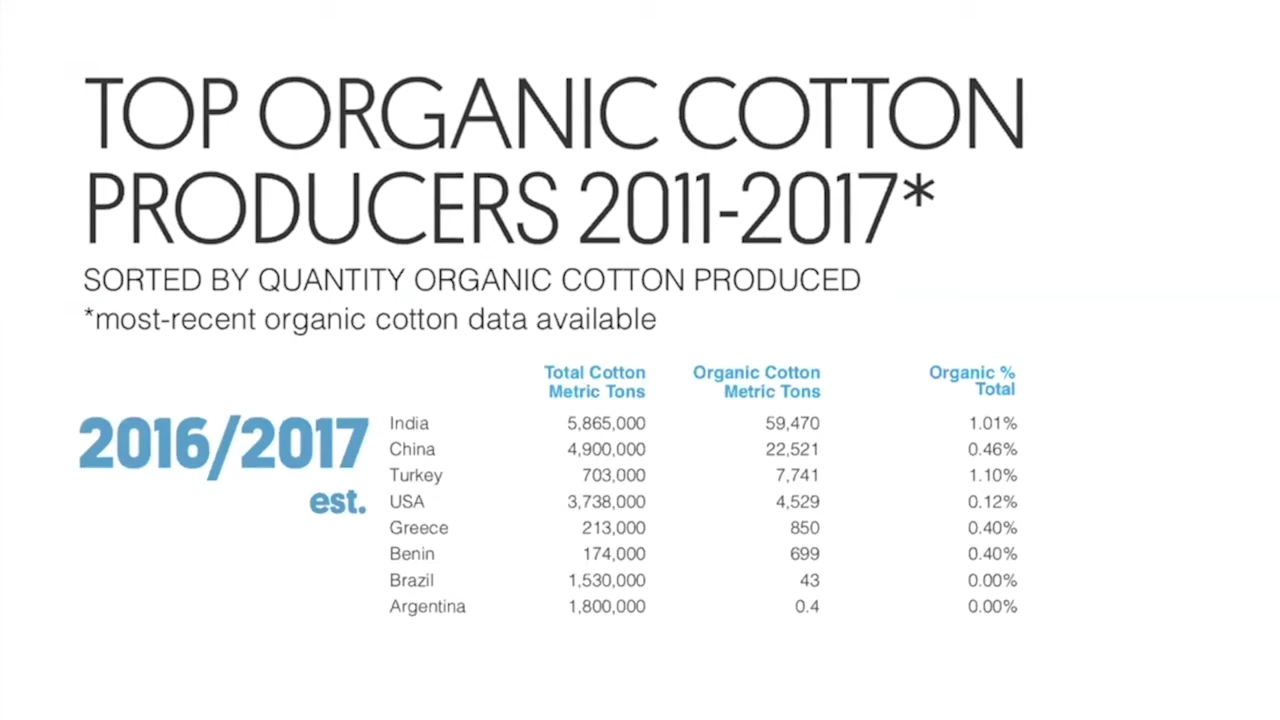 TOP ORGANIC COTTON
PRODUCERS 2011-2017*
SORTED BY QUANTITY ORGANIC COTTON PRODUCED
*most-recent organic cotton data available
Total Cotton Metric Tons Organic Cotton Metric Tons Organic % Total
2016/2017 est.
India 5,865,000 59,470 1.01%
China 4,900,000 22,521 0.46%
Turkey 703,000 7,741 1.10%
USA 3,738,000 4,529 0.12%
Greece 213,000 850 0.40%
Benin 174,000 699 0.40%
Brazil 1,530,000 43 0.00%
Argentina 1,800,000 0.4 0.00%